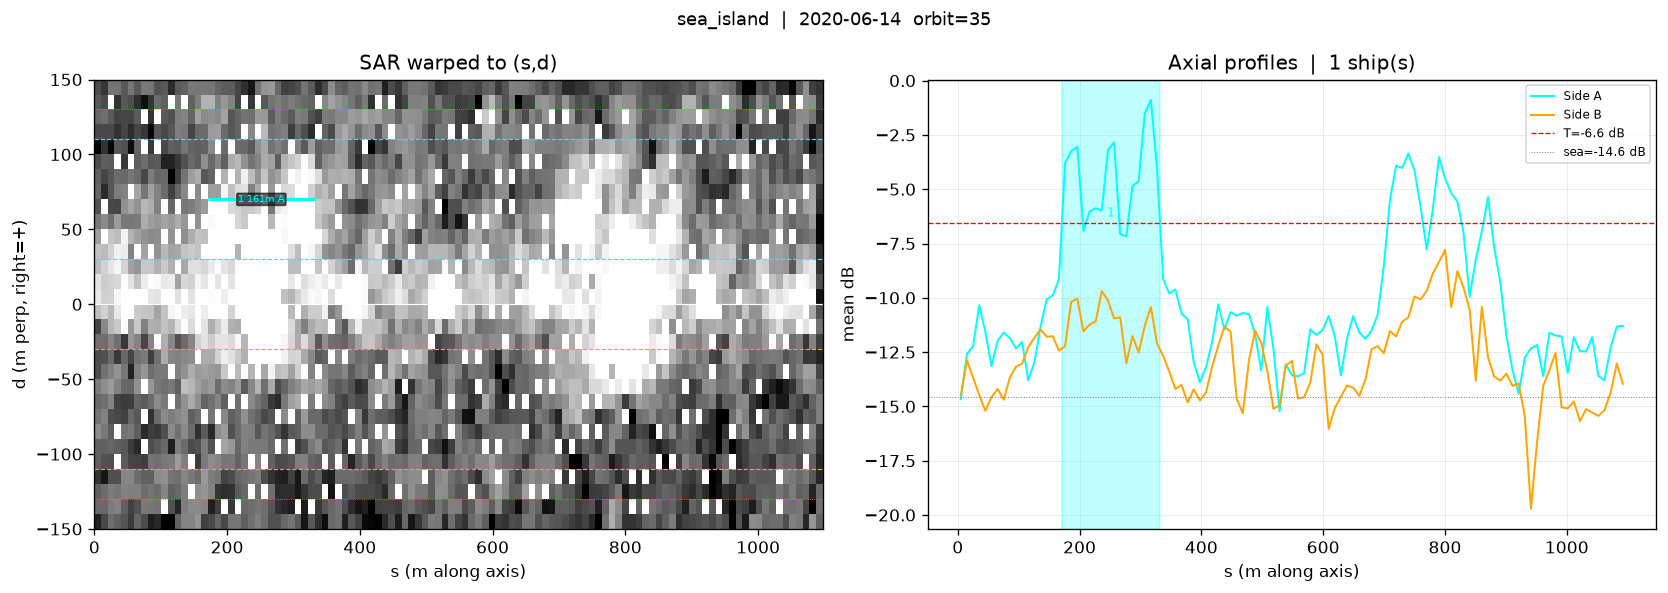 sea_island | 2020-06-14 orbit=35
SAR warped to (s,d)
150
100
50
0
−50
−100
−150
d (m perp, right=+)
1 161m A
0
200
400
600
800
1000
s (m along axis)
Axial profiles | 1 ship(s)
0.0
−2.5
−5.0
−7.5
−10.0
−12.5
−15.0
−17.5
−20.0
mean dB
1
Side A
Side B
T=-6.6 dB
sea=-14.6 dB
0
200
400
600
800
1000
s (m along axis)